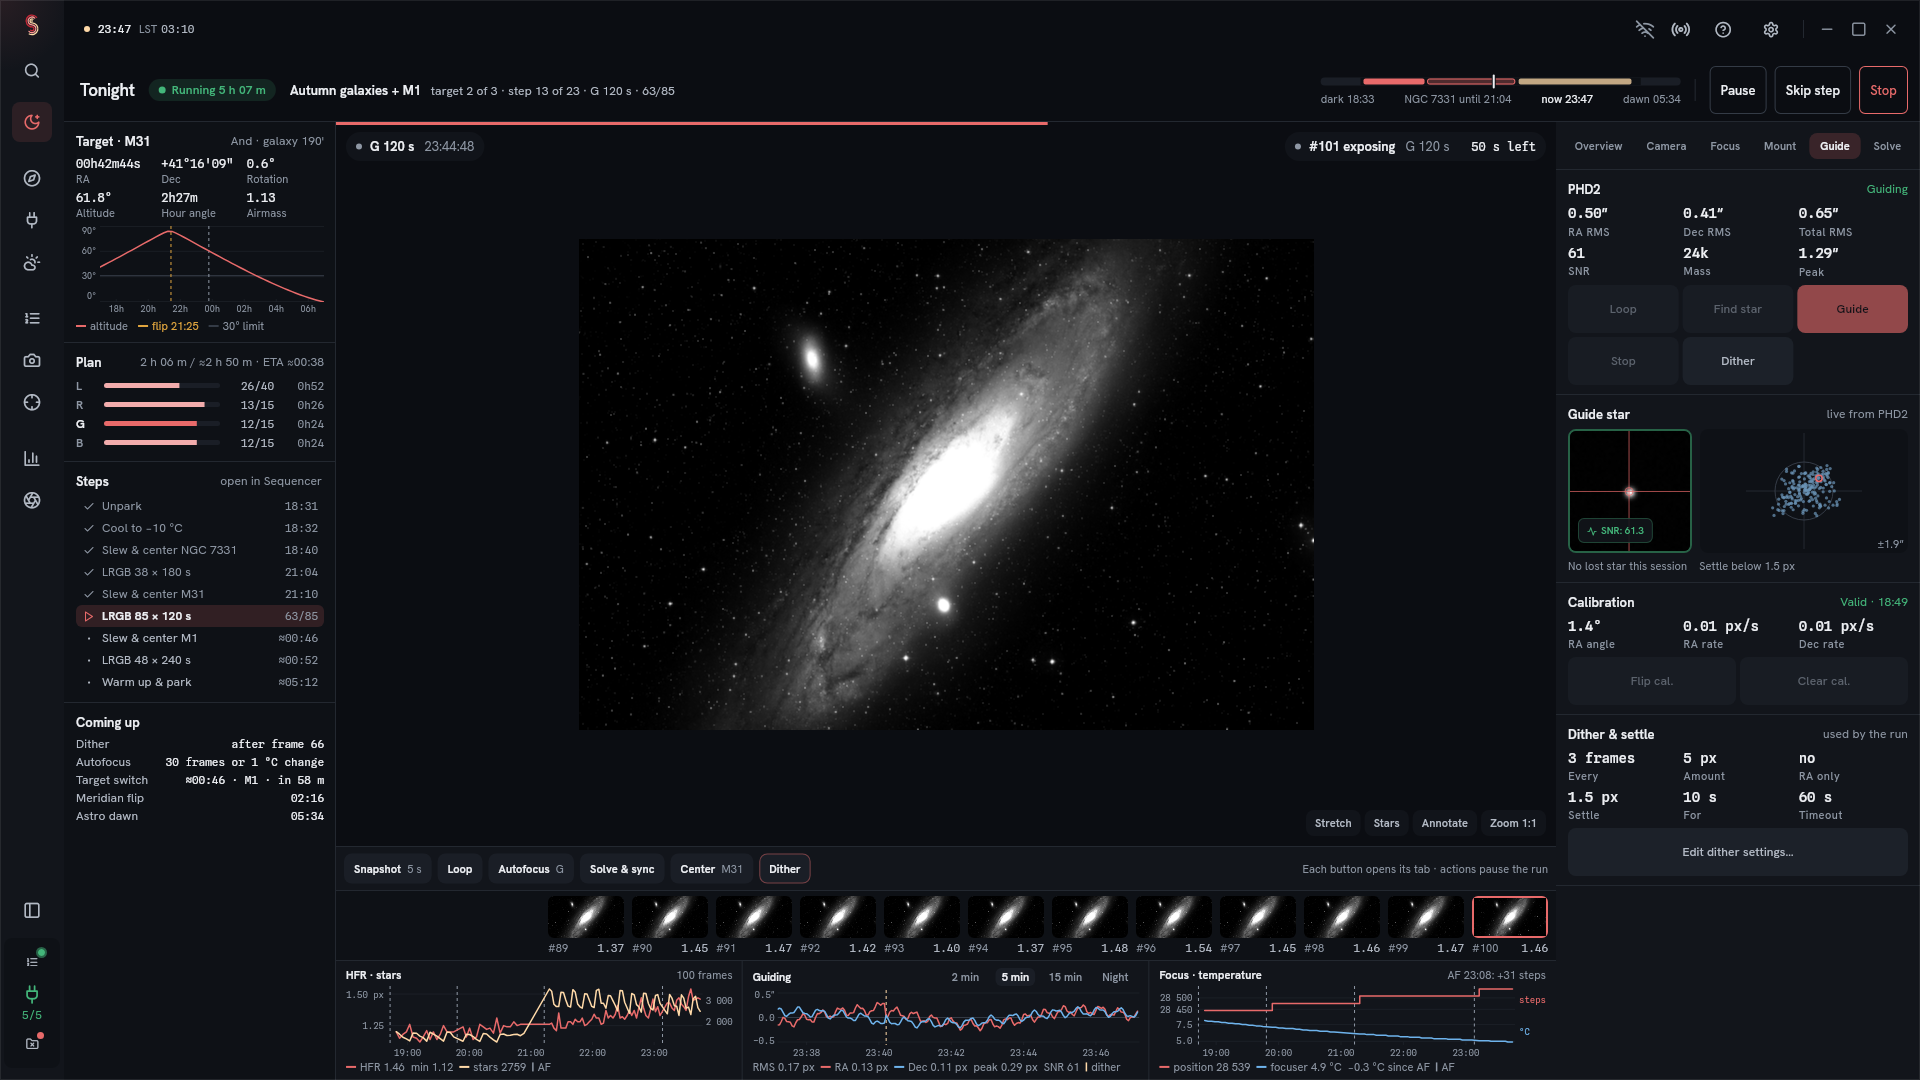 23:47 LST 03:10
Tonight Running 5 h 07 m Autumn galaxies + M1 target 2 of 3 · step 13 of 23 · G 120 s · 63/85
dark 18:33 NGC 7331 until 21:04 now 23:47 dawn 05:34
Pause Skip step Stop
Target · M31 And · galaxy 190'
00h42m44s +41°16'09" 0.6°
RA Dec Rotation
61.8° 2h27m 1.13
Altitude Hour angle Airmass
90°
60°
30°
0°
18h 20h 22h 00h 02h 04h 06h
altitude flip 21:25 30° limit
Plan 2 h 06 m / ≈2 h 50 m · ETA ≈00:38
L 26/40 0h52
R 13/15 0h26
G 12/15 0h24
B 12/15 0h24
Steps open in Sequencer
Unpark 18:31
Cool to −10 °C 18:32
Slew & center NGC 7331 18:40
LRGB 38 × 180 s 21:04
Slew & center M31 21:10
LRGB 85 × 120 s 63/85
Slew & center M1 ≈00:46
LRGB 48 × 240 s ≈00:52
Warm up & park ≈05:12
Coming up
Dither after frame 66
Autofocus 30 frames or 1 °C change
Target switch ≈00:46 · M1 · in 58 m
Meridian flip 02:16
Astro dawn 05:34
5/5
G 120 s 23:44:48
#101 exposing G 120 s 50 s left
Stretch Stars Annotate Zoom 1:1
Snapshot 5 s Loop Autofocus G Solve & sync Center M31 Dither
Each button opens its tab · actions pause the run
#89 1.37 #90 1.45 #91 1.47 #92 1.42 #93 1.40 #94 1.37 #95 1.48 #96 1.54 #97 1.45 #98 1.46 #99 1.47 #100 1.46
HFR · stars 100 frames
1.50 px
1.25
3 000
2 000
19:00 20:00 21:00 22:00 23:00
HFR 1.46 min 1.12 stars 2759 AF
Guiding 2 min 5 min 15 min Night
0.5"
0.0
−0.5
23:38 23:40 23:42 23:44 23:46
RMS 0.17 px RA 0.13 px Dec 0.11 px peak 0.29 px SNR 61 dither
Focus · temperature AF 23:08: +31 steps
28 500
28 450
7.5
5.0
steps
°C
19:00 20:00 21:00 22:00 23:00
position 28 539 focuser 4.9 °C −0.3 °C since AF AF
Overview Camera Focus Mount Guide Solve
PHD2 Guiding
0.50″ 0.41″ 0.65″
RA RMS Dec RMS Total RMS
61 24k 1.29″
SNR Mass Peak
Loop Find star Guide
Stop Dither
Guide star live from PHD2
SNR: 61.3
±1.9″
No lost star this session Settle below 1.5 px
Calibration Valid · 18:49
1.4° 0.01 px/s 0.01 px/s
RA angle RA rate Dec rate
Flip cal. Clear cal.
Dither & settle used by the run
3 frames 5 px no
Every Amount RA only
1.5 px 10 s 60 s
Settle For Timeout
Edit dither settings…